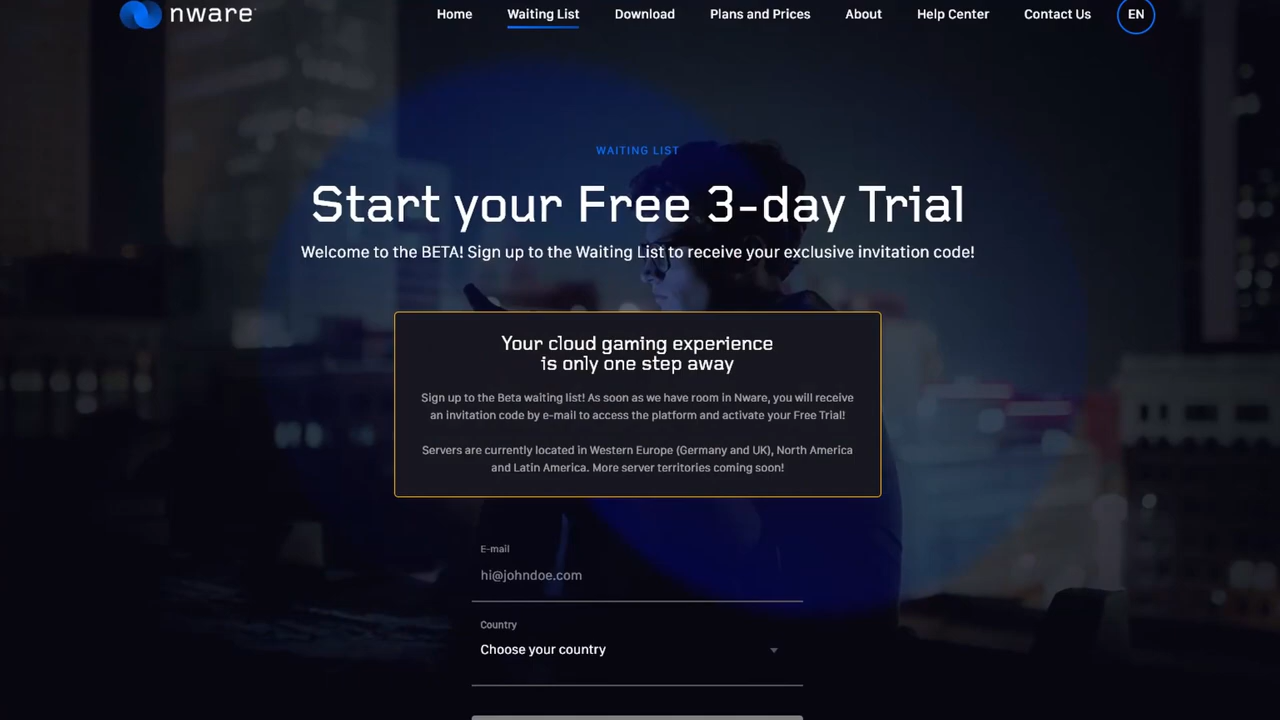 nware
Home
Waiting List
Download
Plans and Prices
About
Help Center
Contact Us
EN
WAITING LIST
Start your Free 3-day Trial
Welcome to the BETA! Sign up to the Waiting List to receive your exclusive invitation code!
Your cloud gaming experience
is only one step away
Sign up to the Beta waiting list! As soon as we have room in Nware, you will receive
an invitation code by e-mail to access the platform and activate your Free Trial!
Servers are currently located in Western Europe (Germany and UK), North America
and Latin America. More server territories coming soon!
E-mail
hi@johndoe.com
Country
Choose your country